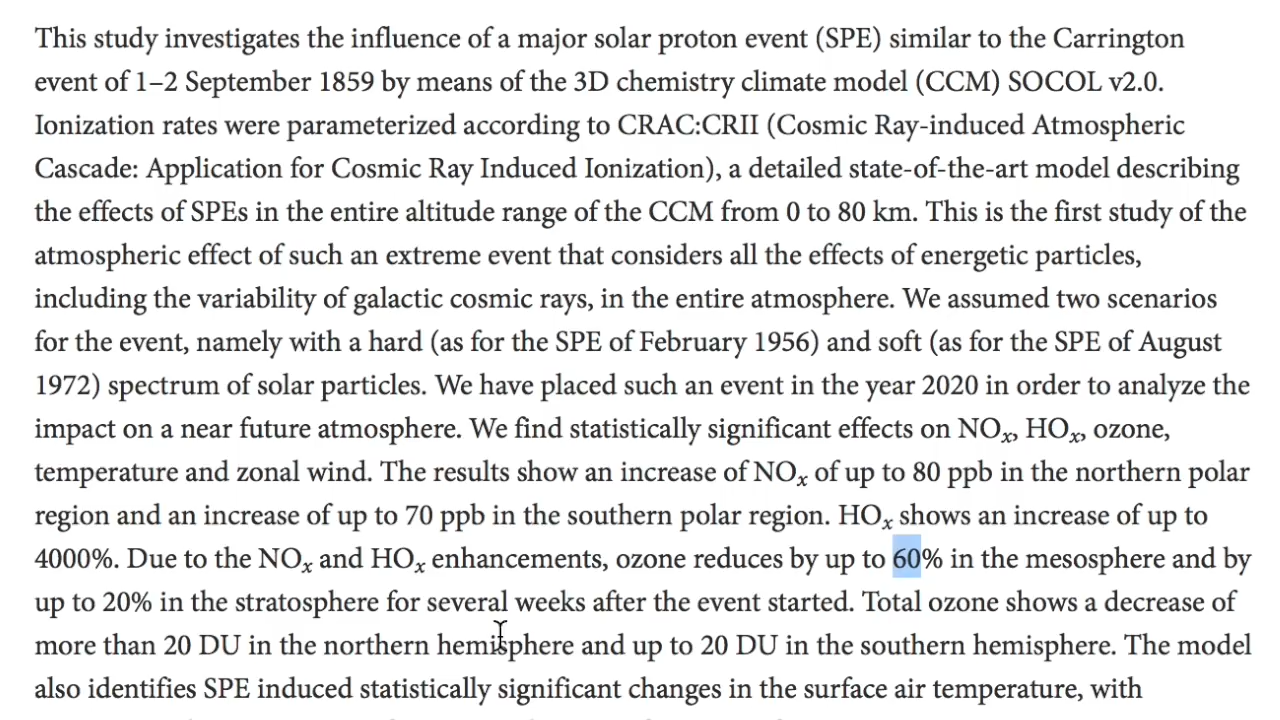 This study investigates the influence of a major solar proton event (SPE) similar to the Carrington
event of 1–2 September 1859 by means of the 3D chemistry climate model (CCM) SOCOL v2.0.
Ionization rates were parameterized according to CRAC:CRII (Cosmic Ray-induced Atmospheric
Cascade: Application for Cosmic Ray Induced Ionization), a detailed state-of-the-art model describing
the effects of SPEs in the entire altitude range of the CCM from 0 to 80 km. This is the first study of the
atmospheric effect of such an extreme event that considers all the effects of energetic particles,
including the variability of galactic cosmic rays, in the entire atmosphere. We assumed two scenarios
for the event, namely with a hard (as for the SPE of February 1956) and soft (as for the SPE of August
1972) spectrum of solar particles. We have placed such an event in the year 2020 in order to analyze the
impact on a near future atmosphere. We find statistically significant effects on NOx, HOx, ozone,
temperature and zonal wind. The results show an increase of NOx of up to 80 ppb in the northern polar
region and an increase of up to 70 ppb in the southern polar region. HOx shows an increase of up to
4000%. Due to the NOx and HOx enhancements, ozone reduces by up to 60% in the mesosphere and by
up to 20% in the stratosphere for several weeks after the event started. Total ozone shows a decrease of
more than 20 DU in the northern hemisphere and up to 20 DU in the southern hemisphere. The model
also identifies SPE induced statistically significant changes in the surface air temperature, with